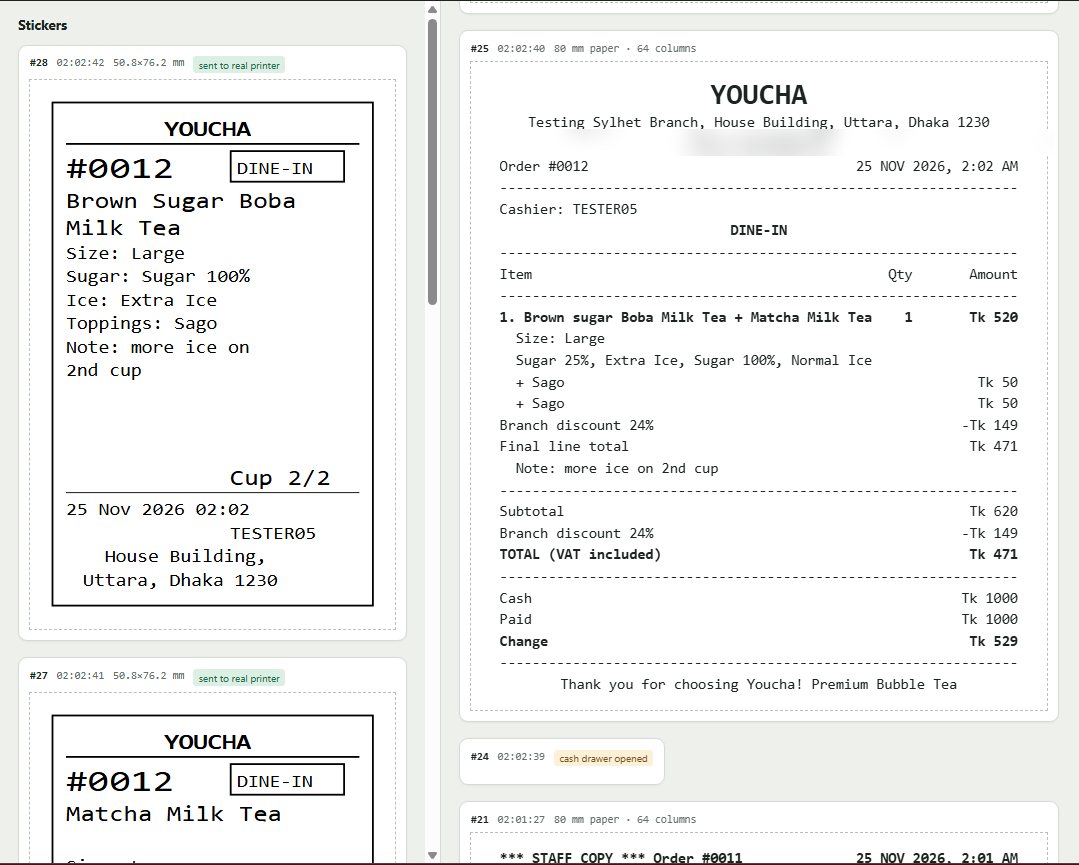 Stickers
#28 02:02:42 50.8×76.2 mm sent to real printer
YOUCHA
#0012 DINE-IN
Brown Sugar Boba
Milk Tea
Size: Large
Sugar: Sugar 100%
Ice: Extra Ice
Toppings: Sago
Note: more ice on
2nd cup
Cup 2/2
25 Nov 2026 02:02
TESTER05
House Building,
Uttara, Dhaka 1230
#27 02:02:41 50.8×76.2 mm sent to real printer
YOUCHA
#0012 DINE-IN
Matcha Milk Tea
#25 02:02:40 80 mm paper · 64 columns
YOUCHA
Testing Sylhet Branch, House Building, Uttara, Dhaka 1230
Order #0012 25 NOV 2026, 2:02 AM
Cashier: TESTER05
DINE-IN
Item Qty Amount
1. Brown sugar Boba Milk Tea + Matcha Milk Tea 1 Tk 520
Size: Large
Sugar 25%, Extra Ice, Sugar 100%, Normal Ice
+ Sago Tk 50
+ Sago Tk 50
Branch discount 24% -Tk 149
Final line total Tk 471
Note: more ice on 2nd cup
Subtotal Tk 620
Branch discount 24% -Tk 149
TOTAL (VAT included) Tk 471
Cash Tk 1000
Paid Tk 1000
Change Tk 529
Thank you for choosing Youcha! Premium Bubble Tea
#24 02:02:39 cash drawer opened
#21 02:01:27 80 mm paper · 64 columns
*** STAFF COPY *** Order #0011 25 NOV 2026, 2:01 AM